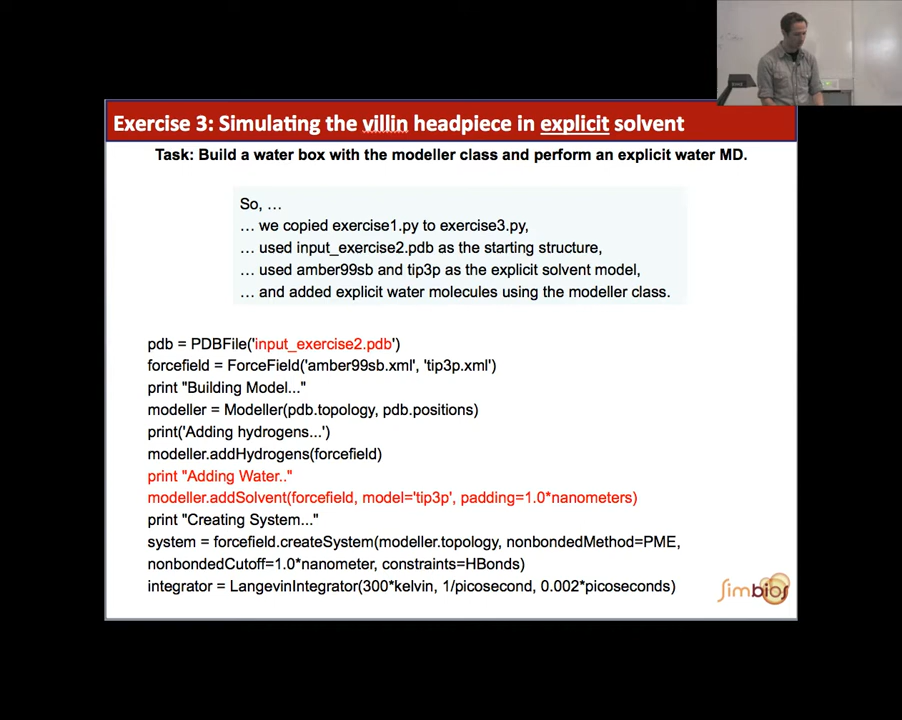 Exercise 3: Simulating the villin headpiece in explicit solvent
Task: Build a water box with the modeller class and perform an explicit water MD.
So, …
… we copied exercise1.py to exercise3.py,
… used input_exercise2.pdb as the starting structure,
… used amber99sb and tip3p as the explicit solvent model,
… and added explicit water molecules using the modeller class.
pdb = PDBFile('input_exercise2.pdb')
forcefield = ForceField('amber99sb.xml', 'tip3p.xml')
print "Building Model..."
modeller = Modeller(pdb.topology, pdb.positions)
print('Adding hydrogens...')
modeller.addHydrogens(forcefield)
print "Adding Water.."
modeller.addSolvent(forcefield, model='tip3p', padding=1.0*nanometers)
print "Creating System..."
system = forcefield.createSystem(modeller.topology, nonbondedMethod=PME,
nonbondedCutoff=1.0*nanometer, constraints=HBonds)
integrator = LangevinIntegrator(300*kelvin, 1/picosecond, 0.002*picoseconds)
Simbios